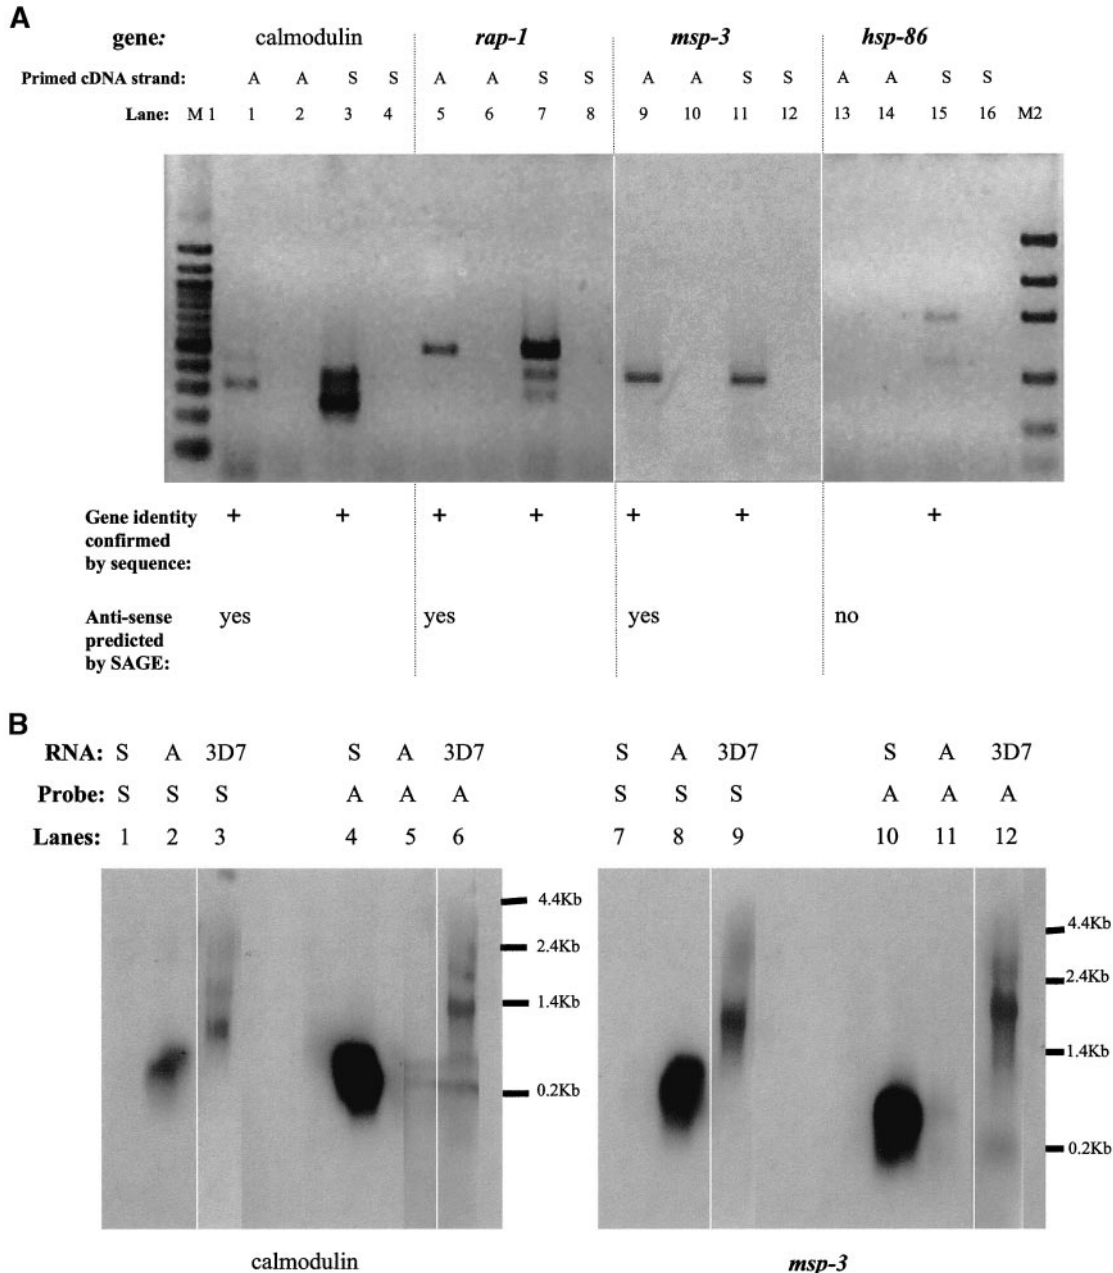 A
gene: calmodulin rap-1 msp-3 hsp-86
Primed cDNA strand: A A S S A A S S A A S S A A S S
Lane: M 1 1 2 3 4 5 6 7 8 9 10 11 12 13 14 15 16 M2
Gene identity + + + + + + +
confirmed
by sequence:
Anti-sense yes yes yes no
predicted
by SAGE:
B
RNA: S A 3D7 S A 3D7 S A 3D7 S A 3D7
Probe: S S S A A A S S S A A A
Lanes: 1 2 3 4 5 6 7 8 9 10 11 12
4.4Kb
2.4Kb
1.4Kb
0.2Kb
4.4Kb
2.4Kb
1.4Kb
0.2Kb
calmodulin msp-3